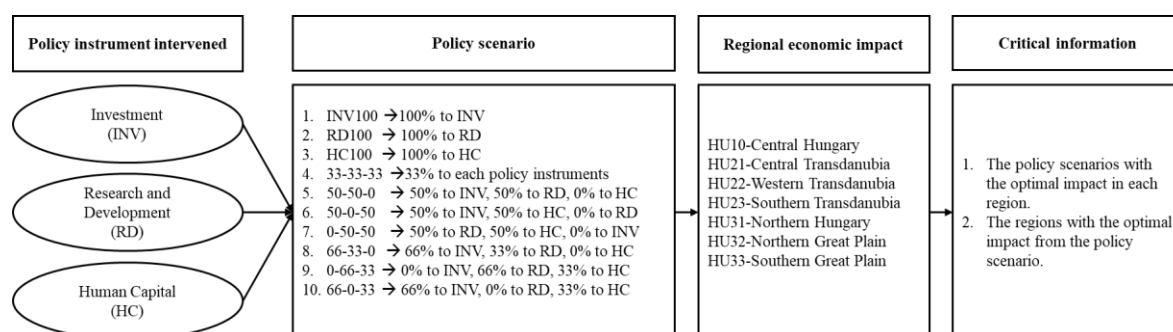 Policy instrument intervened
Investment
(INV)
Research and
Development
(RD)
Human Capital
(HC)
Policy scenario
1. INV100 →100% to INV
2. RD100 →100% to RD
3. HC100 →100% to HC
4. 33-33-33 →33% to each policy instruments
5. 50-50-0 →50% to INV, 50% to RD, 0% to HC
6. 50-0-50 →50% to INV, 50% to HC, 0% to RD
7. 0-50-50 →50% to RD, 50% to HC, 0% to INV
8. 66-33-0 →66% to INV, 33% to RD, 0% to HC
9. 0-66-33 →0% to INV, 66% to RD, 33% to HC
10. 66-0-33 →66% to INV, 0% to RD, 33% to HC
Regional economic impact
HU10-Central Hungary
HU21-Central Transdanubia
HU22-Western Transdanubia
HU23-Southern Transdanubia
HU31-Northern Hungary
HU32-Northern Great Plain
HU33-Southern Great Plain
Critical information
1. The policy scenarios with
the optimal impact in each
region.
2. The regions with the optimal
impact from the policy
scenario.